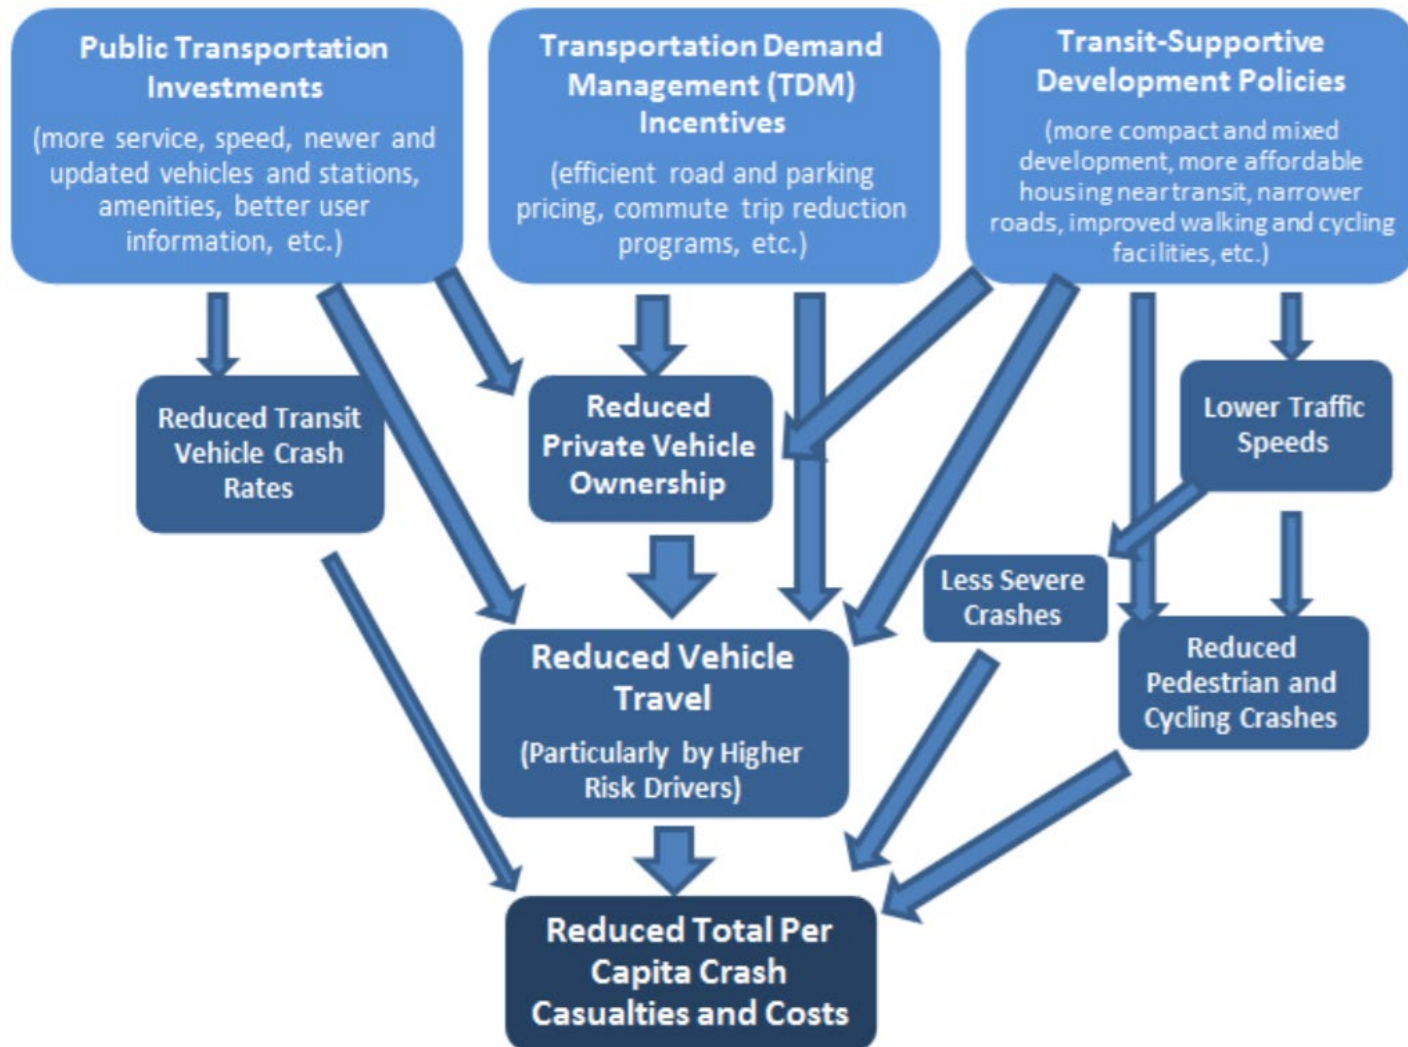 Public Transportation
Investments
(more service, speed, newer and
updated vehicles and stations,
amenities, better user
information, etc.)
Transportation Demand
Management (TDM)
Incentives
(efficient road and parking
pricing, commute trip reduction
programs, etc.)
Transit-Supportive
Development Policies
(more compact and mixed
development, more affordable
housing near transit, narrower
roads, improved walking and cycling
facilities, etc.)
Reduced Transit
Vehicle Crash
Rates
Reduced
Private Vehicle
Ownership
Lower Traffic
Speeds
Less Severe
Crashes
Reduced
Pedestrian and
Cycling Crashes
Reduced Vehicle
Travel
(Particularly by Higher
Risk Drivers)
Reduced Total Per
Capita Crash
Casualties and Costs